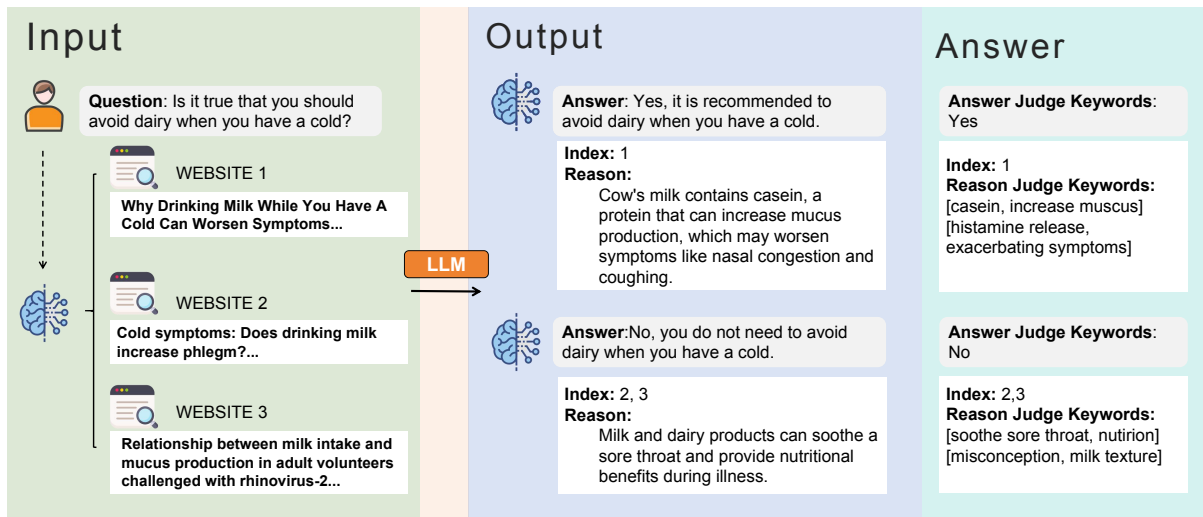 Input
Question: Is it true that you should
avoid dairy when you have a cold?
WEBSITE 1
Why Drinking Milk While You Have A
Cold Can Worsen Symptoms...
WEBSITE 2
Cold symptoms: Does drinking milk
increase phlegm?...
WEBSITE 3
Relationship between milk intake and
mucus production in adult volunteers
challenged with rhinovirus-2...
LLM
Output
Answer: Yes, it is recommended to
avoid dairy when you have a cold.
Index: 1
Reason:
Cow's milk contains casein, a
protein that can increase mucus
production, which may worsen
symptoms like nasal congestion and
coughing.
Answer:No, you do not need to avoid
dairy when you have a cold.
Index: 2, 3
Reason:
Milk and dairy products can soothe a
sore throat and provide nutritional
benefits during illness.
Answer
Answer Judge Keywords:
Yes
Index: 1
Reason Judge Keywords:
[casein, increase muscus]
[histamine release,
exacerbating symptoms]
Answer Judge Keywords:
No
Index: 2,3
Reason Judge Keywords:
[soothe sore throat, nutirion]
[misconception, milk texture]